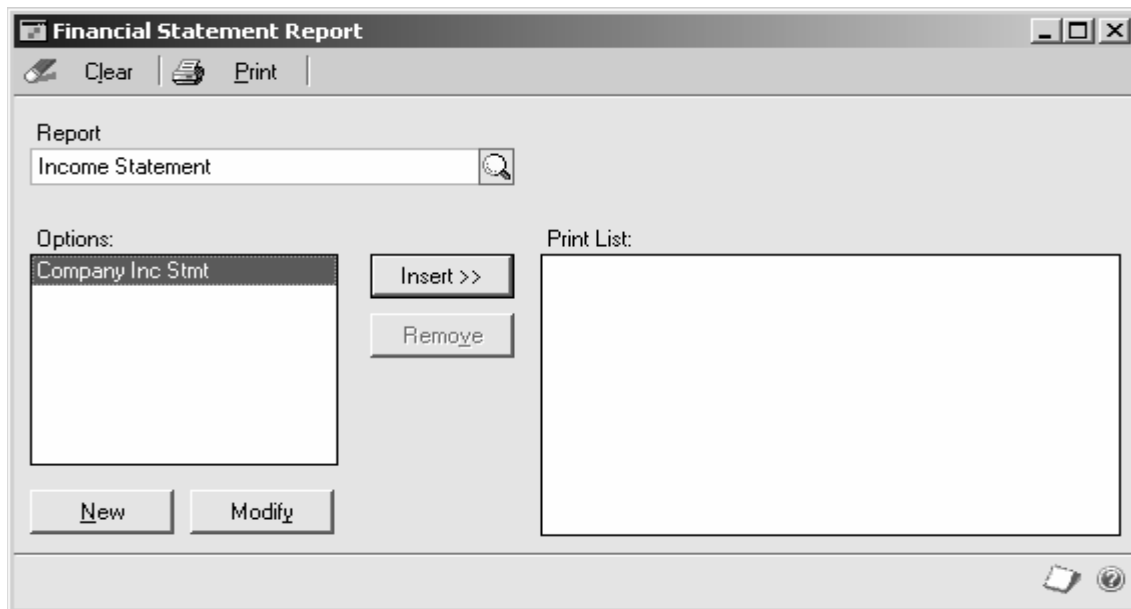 Financial Statement Report
Clear Print
Report
Income Statement
Options:
Print List:
Company Inc Stmt
Insert >>
Remove
New
Modify